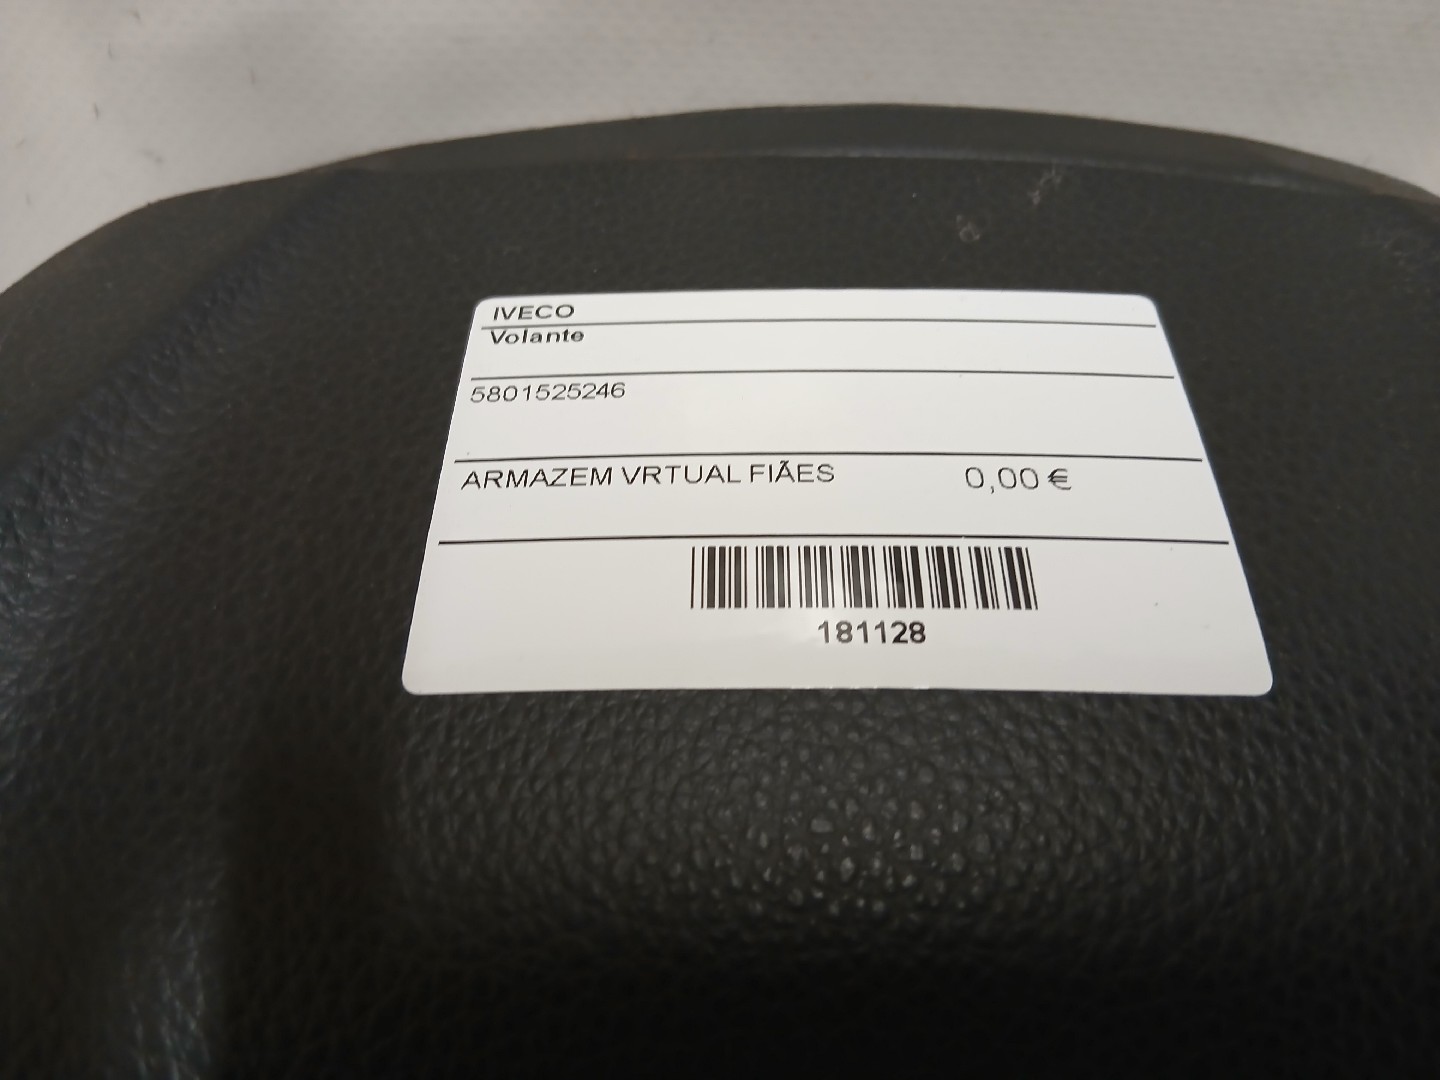 IVECO
Volante
5801525246
ARMAZEM VRTUAL FIÃES 0,00 €
181128